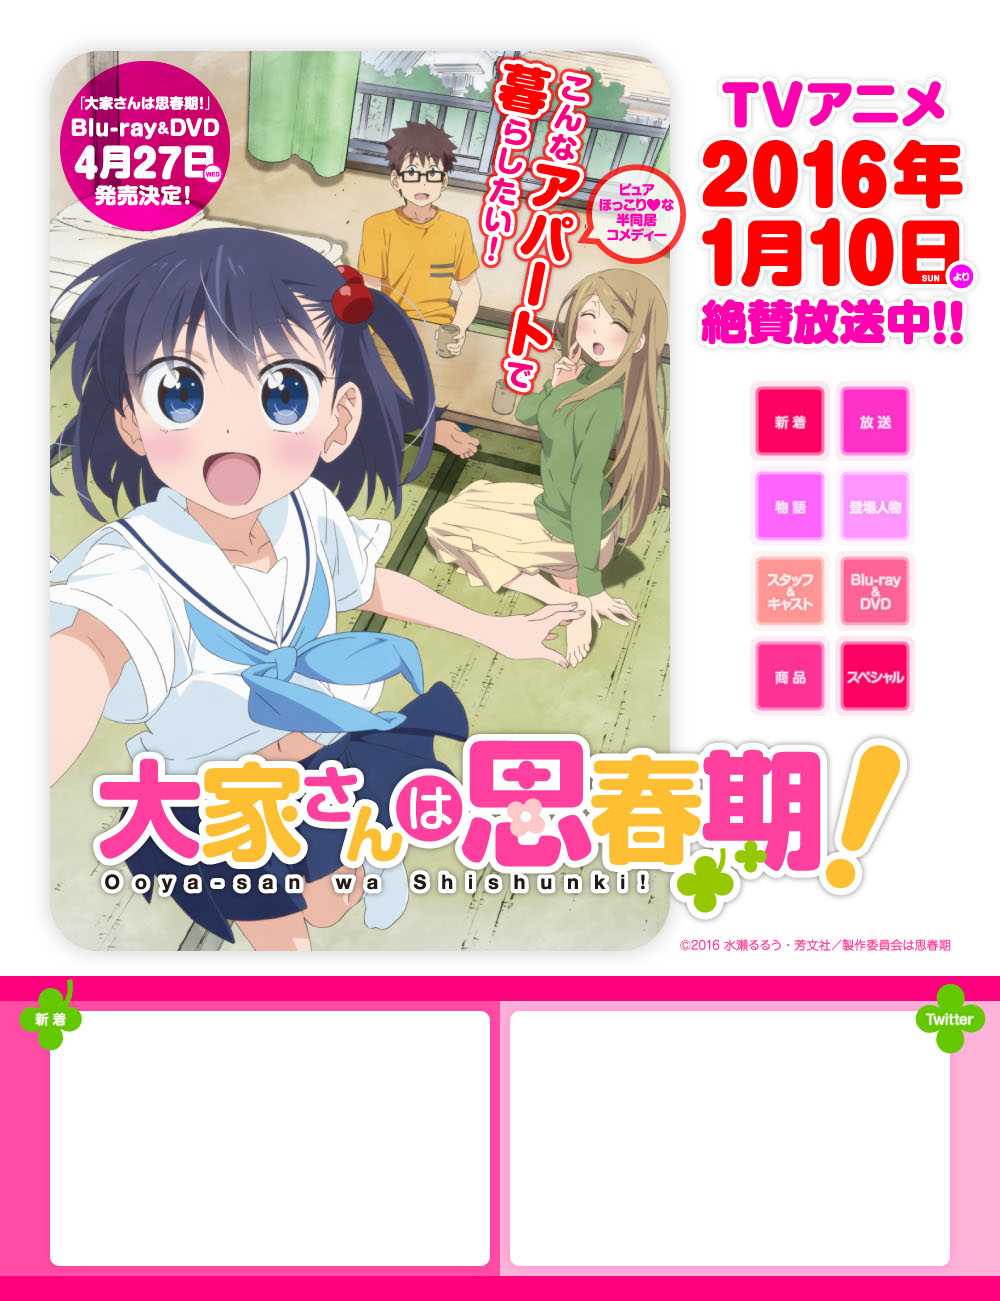 「大家さんは思春期!」
Blu-ray&DVD
4月27日WED
発売決定!
こんなアパートで
暮らしたい!
ピュア
ほっこり♥な
半同居
コメディー
TVアニメ
2016年
1月10日SUNより
絶賛放送中!!
新着
放送
物語
登場人物
スタッフ
&
キャスト
Blu-ray
&
DVD
商品
スペシャル
大家さんは思春期!
Ooya-san wa Shishunki!
©2016 水瀬るるう・芳文社／製作委員会は思春期
新着
Twitter